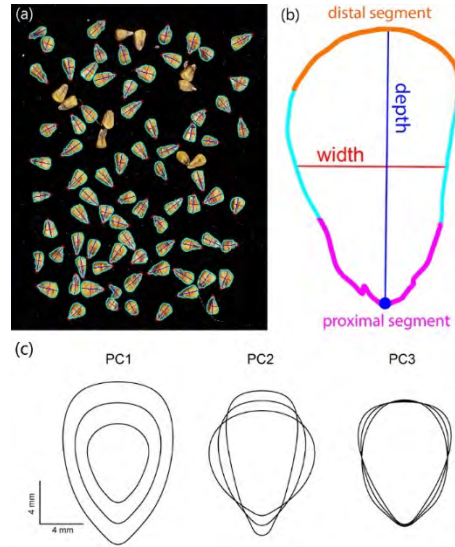 (a)
(b)
distal segment
depth
width
proximal segment
(c)
PC1
PC2
PC3
4 mm
4 mm